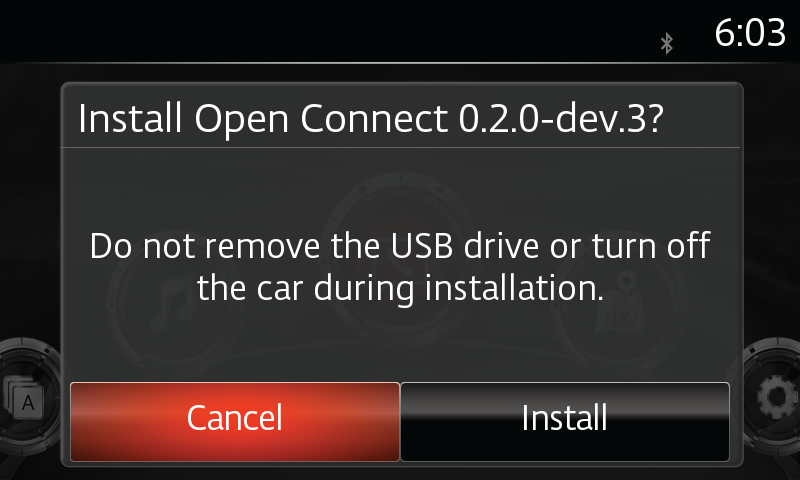 6:03
Install Open Connect 0.2.0-dev.3?
Do not remove the USB drive or turn off
the car during installation.
NAV
A
Cancel
Install